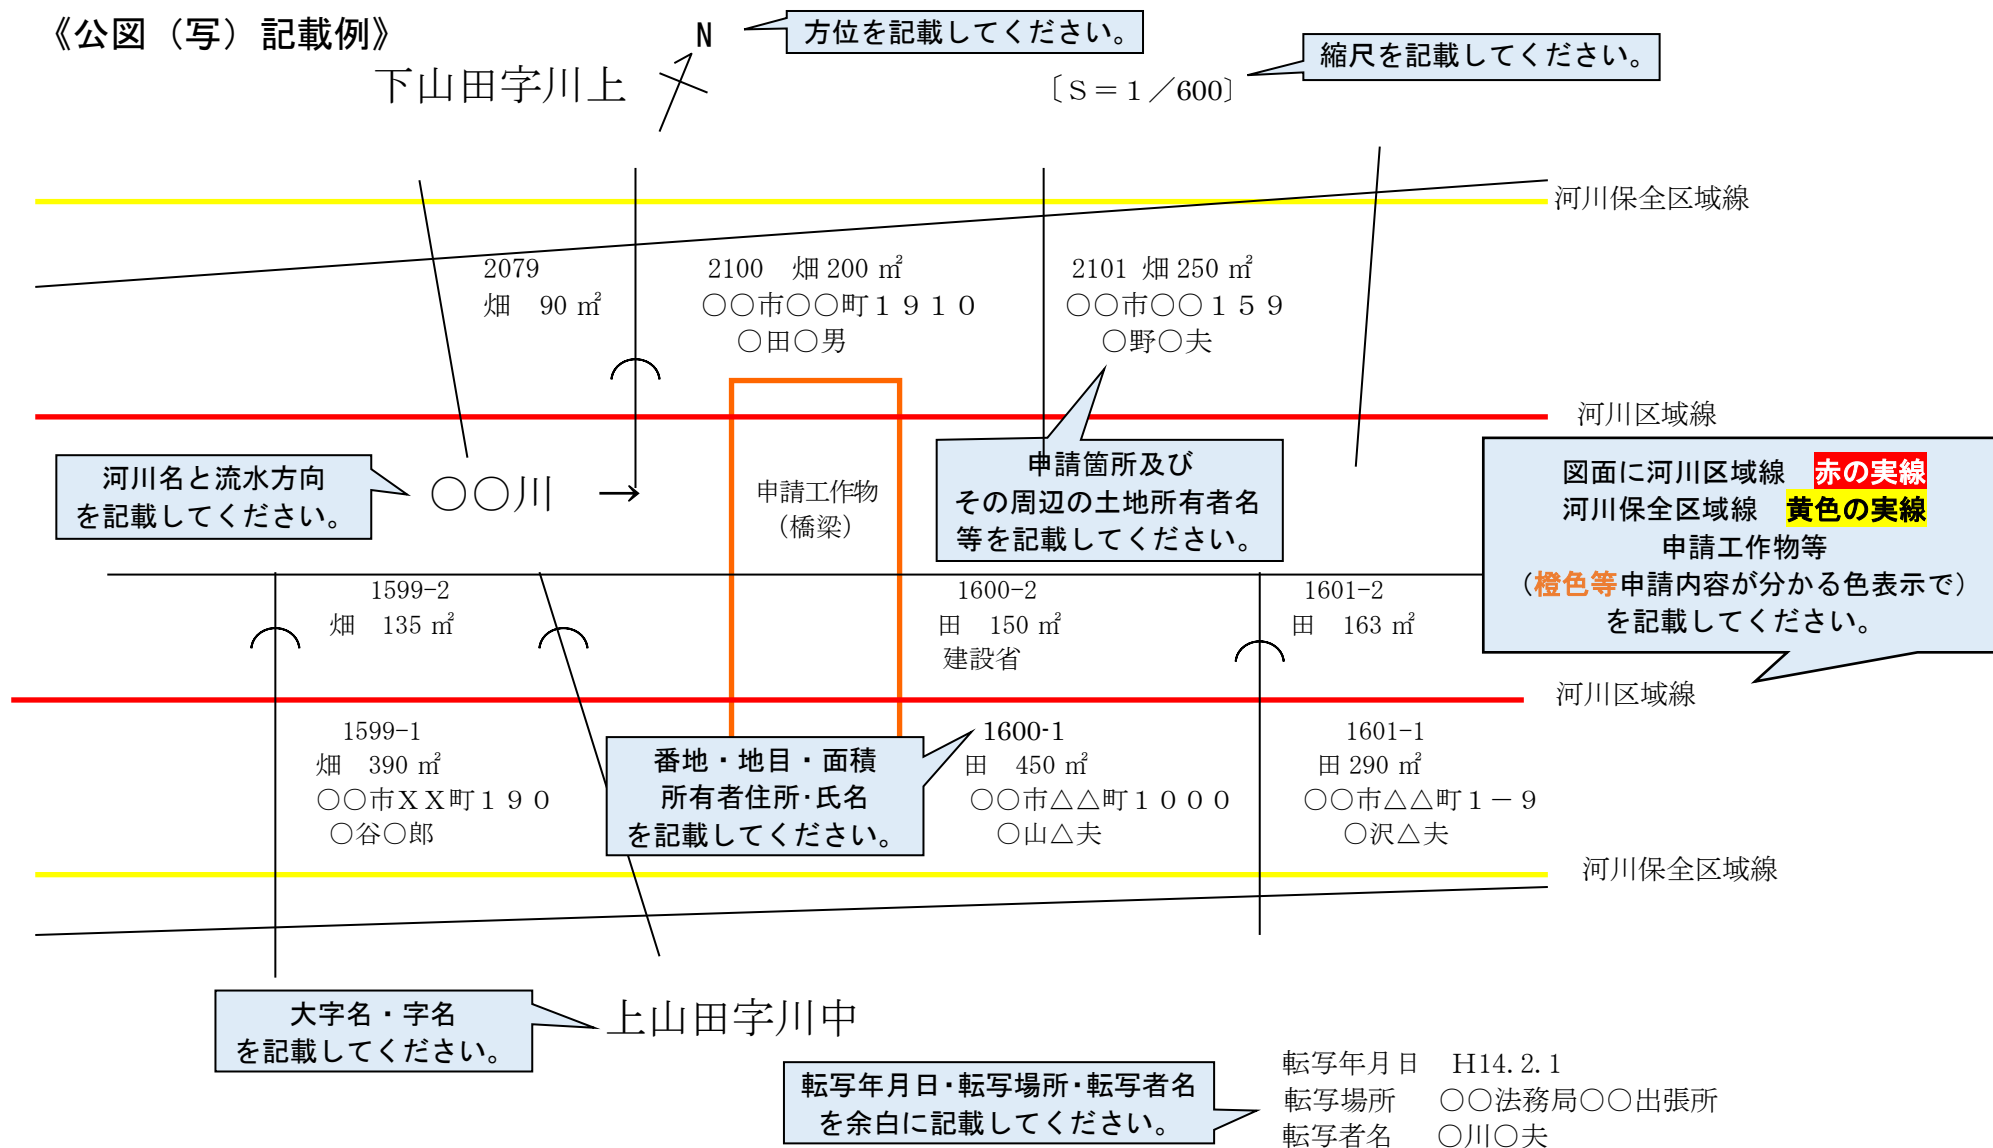 《公図（写）記載例》
N
方位を記載してください。
縮尺を記載してください。
下山田字川上
〔Ｓ＝１／600〕
河川保全区域線
2079
畑　90 ㎡
2100　畑 200 ㎡
○○市○○町１９１０
○田○男
2101 畑 250 ㎡
○○市○○１５９
○野○夫
河川区域線
河川名と流水方向
を記載してください。
○○川　→
申請工作物
（橋梁）
申請箇所及び
その周辺の土地所有者名
等を記載してください。
図面に河川区域線　赤の実線
河川保全区域線　黄色の実線
申請工作物等
（橙色等申請内容が分かる色表示で）
を記載してください。
1599-2
畑　135 ㎡
1600-2
田　150 ㎡
建設省
1601-2
田　163 ㎡
河川区域線
1599-1
畑　390 ㎡
○○市ＸＸ町１９０
○谷○郎
番地・地目・面積
所有者住所･氏名
を記載してください。
1600-1
田　450 ㎡
○○市△△町１０００
○山△夫
1601-1
田 290 ㎡
○○市△△町１－９
○沢△夫
河川保全区域線
大字名・字名
を記載してください。
上山田字川中
転写年月日･転写場所･転写者名
を余白に記載してください。
転写年月日　H14.2.1
転写場所　○○法務局○○出張所
転写者名　○川○夫